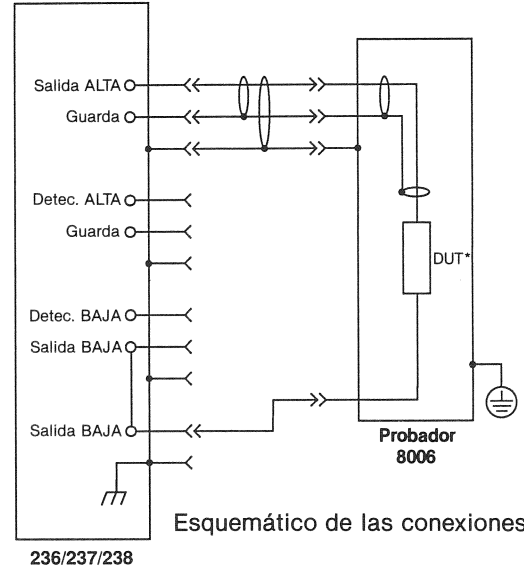 Salida ALTA
Guarda
Detec. ALTA
Guarda
Detec. BAJA
Salida BAJA
Salida BAJA
DUT*
Probador
8006
Esquemático de las conexiones
236/237/238